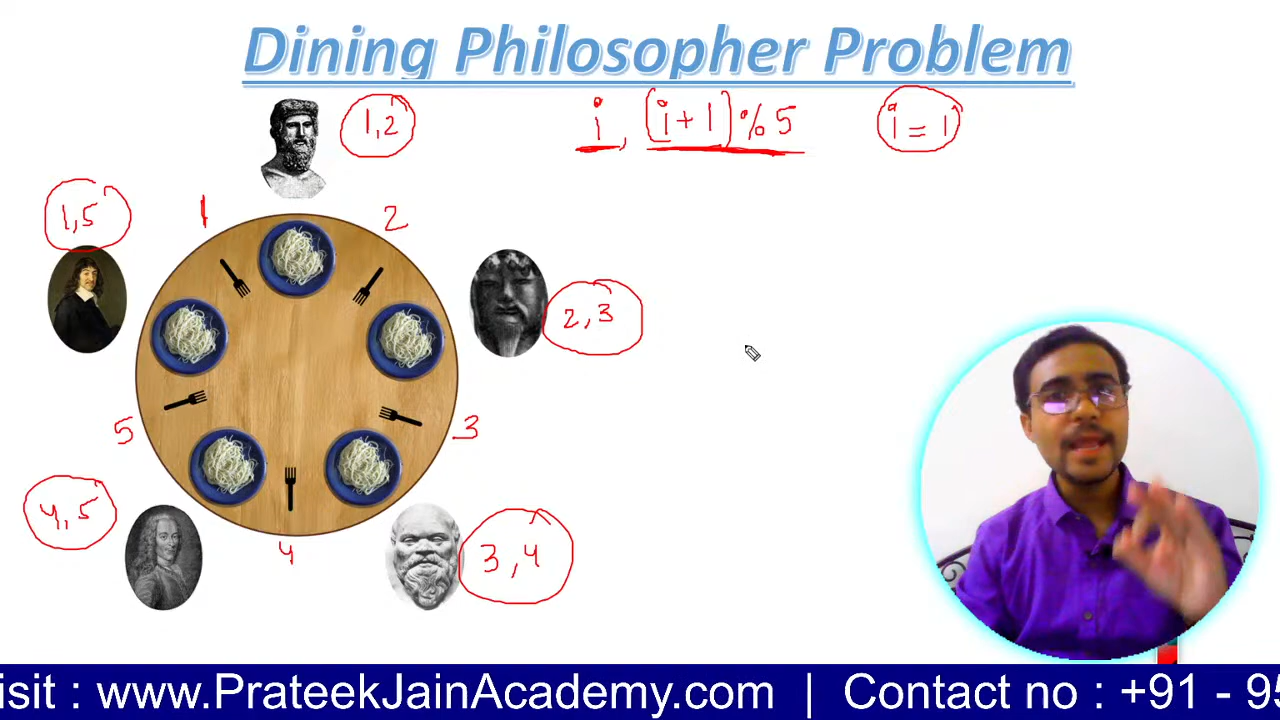 Dining Philosopher Problem
1,2
i, (i+1)%5
i=1
1,5
1
2
2,3
5
3
4,5
4
3,4
isit : www.PrateekJainAcademy.com | Contact no : +91 - 95